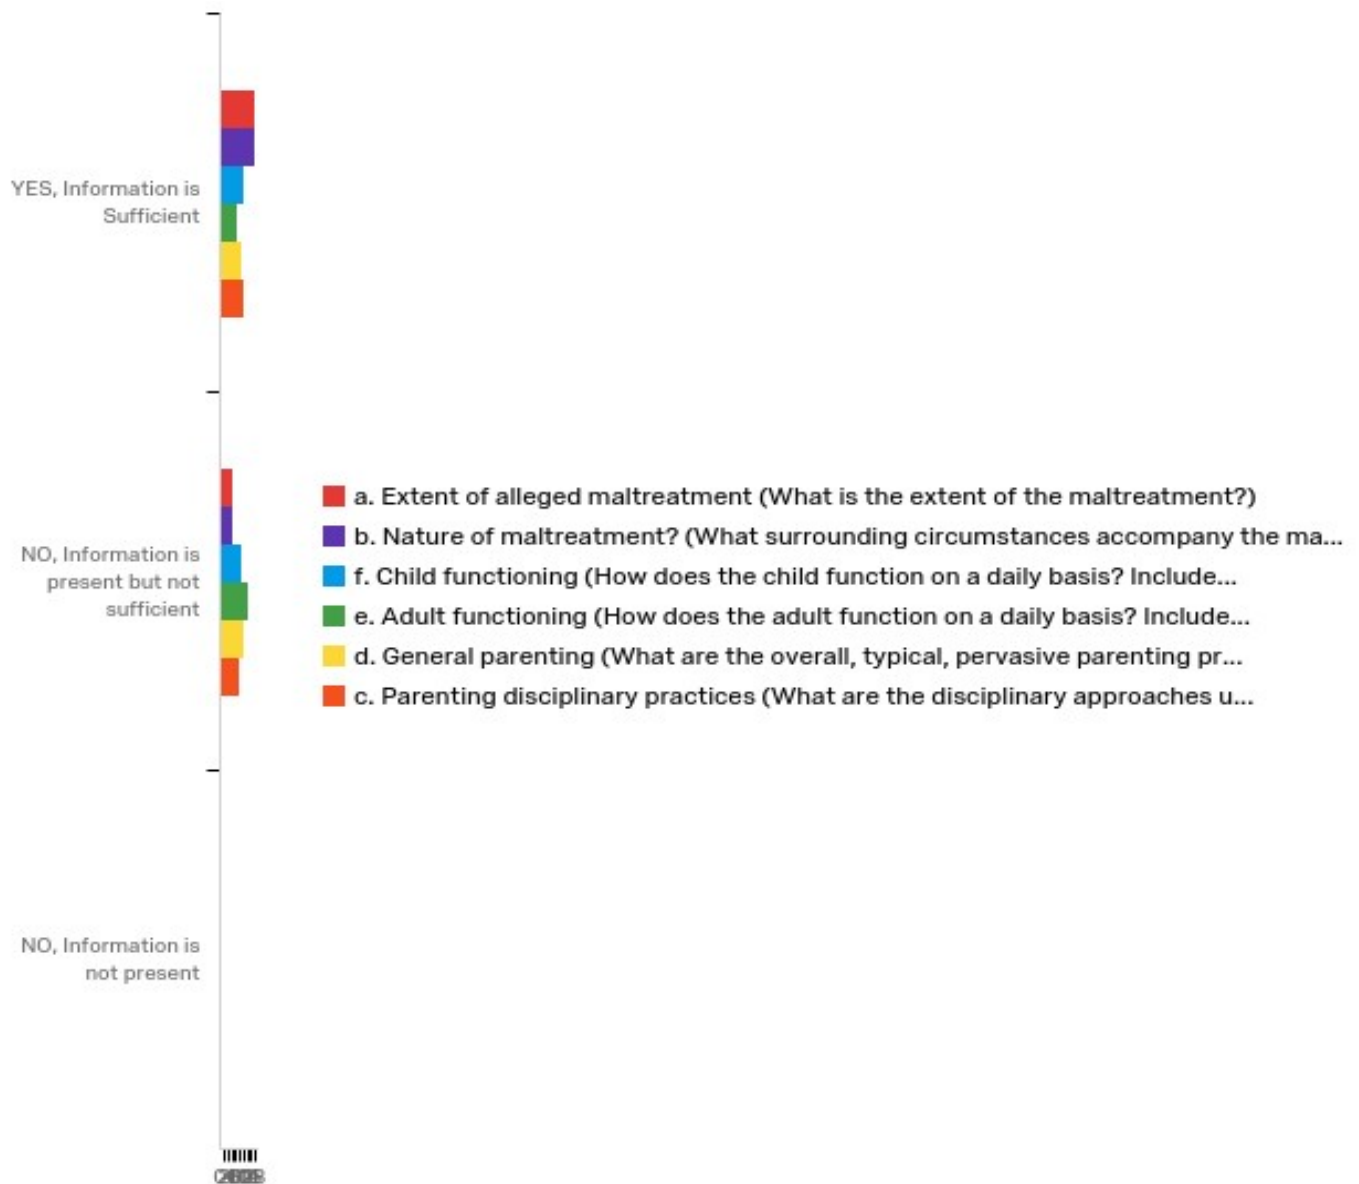 YES, Information is
Sufficient
NO, Information is
present but not
sufficient
a. Extent of alleged maltreatment (What is the extent of the maltreatment?)
b. Nature of maltreatment? (What surrounding circumstances accompany the ma...
f. Child functioning (How does the child function on a daily basis? Include...
e. Adult functioning (How does the adult function on a daily basis? Include...
d. General parenting (What are the overall, typical, pervasive parenting pr...
c. Parenting disciplinary practices (What are the disciplinary approaches u...
NO, Information is
not present